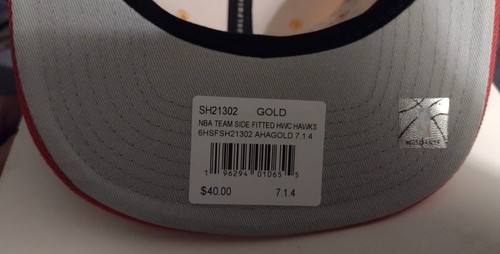 SH21302 GOLD
NBA TEAM SIDE FITTED HWC HAWKS
6HSFSH21302 AHAGOLD 7.1 4
1 96294 01065 5
$40.00 7.1.4